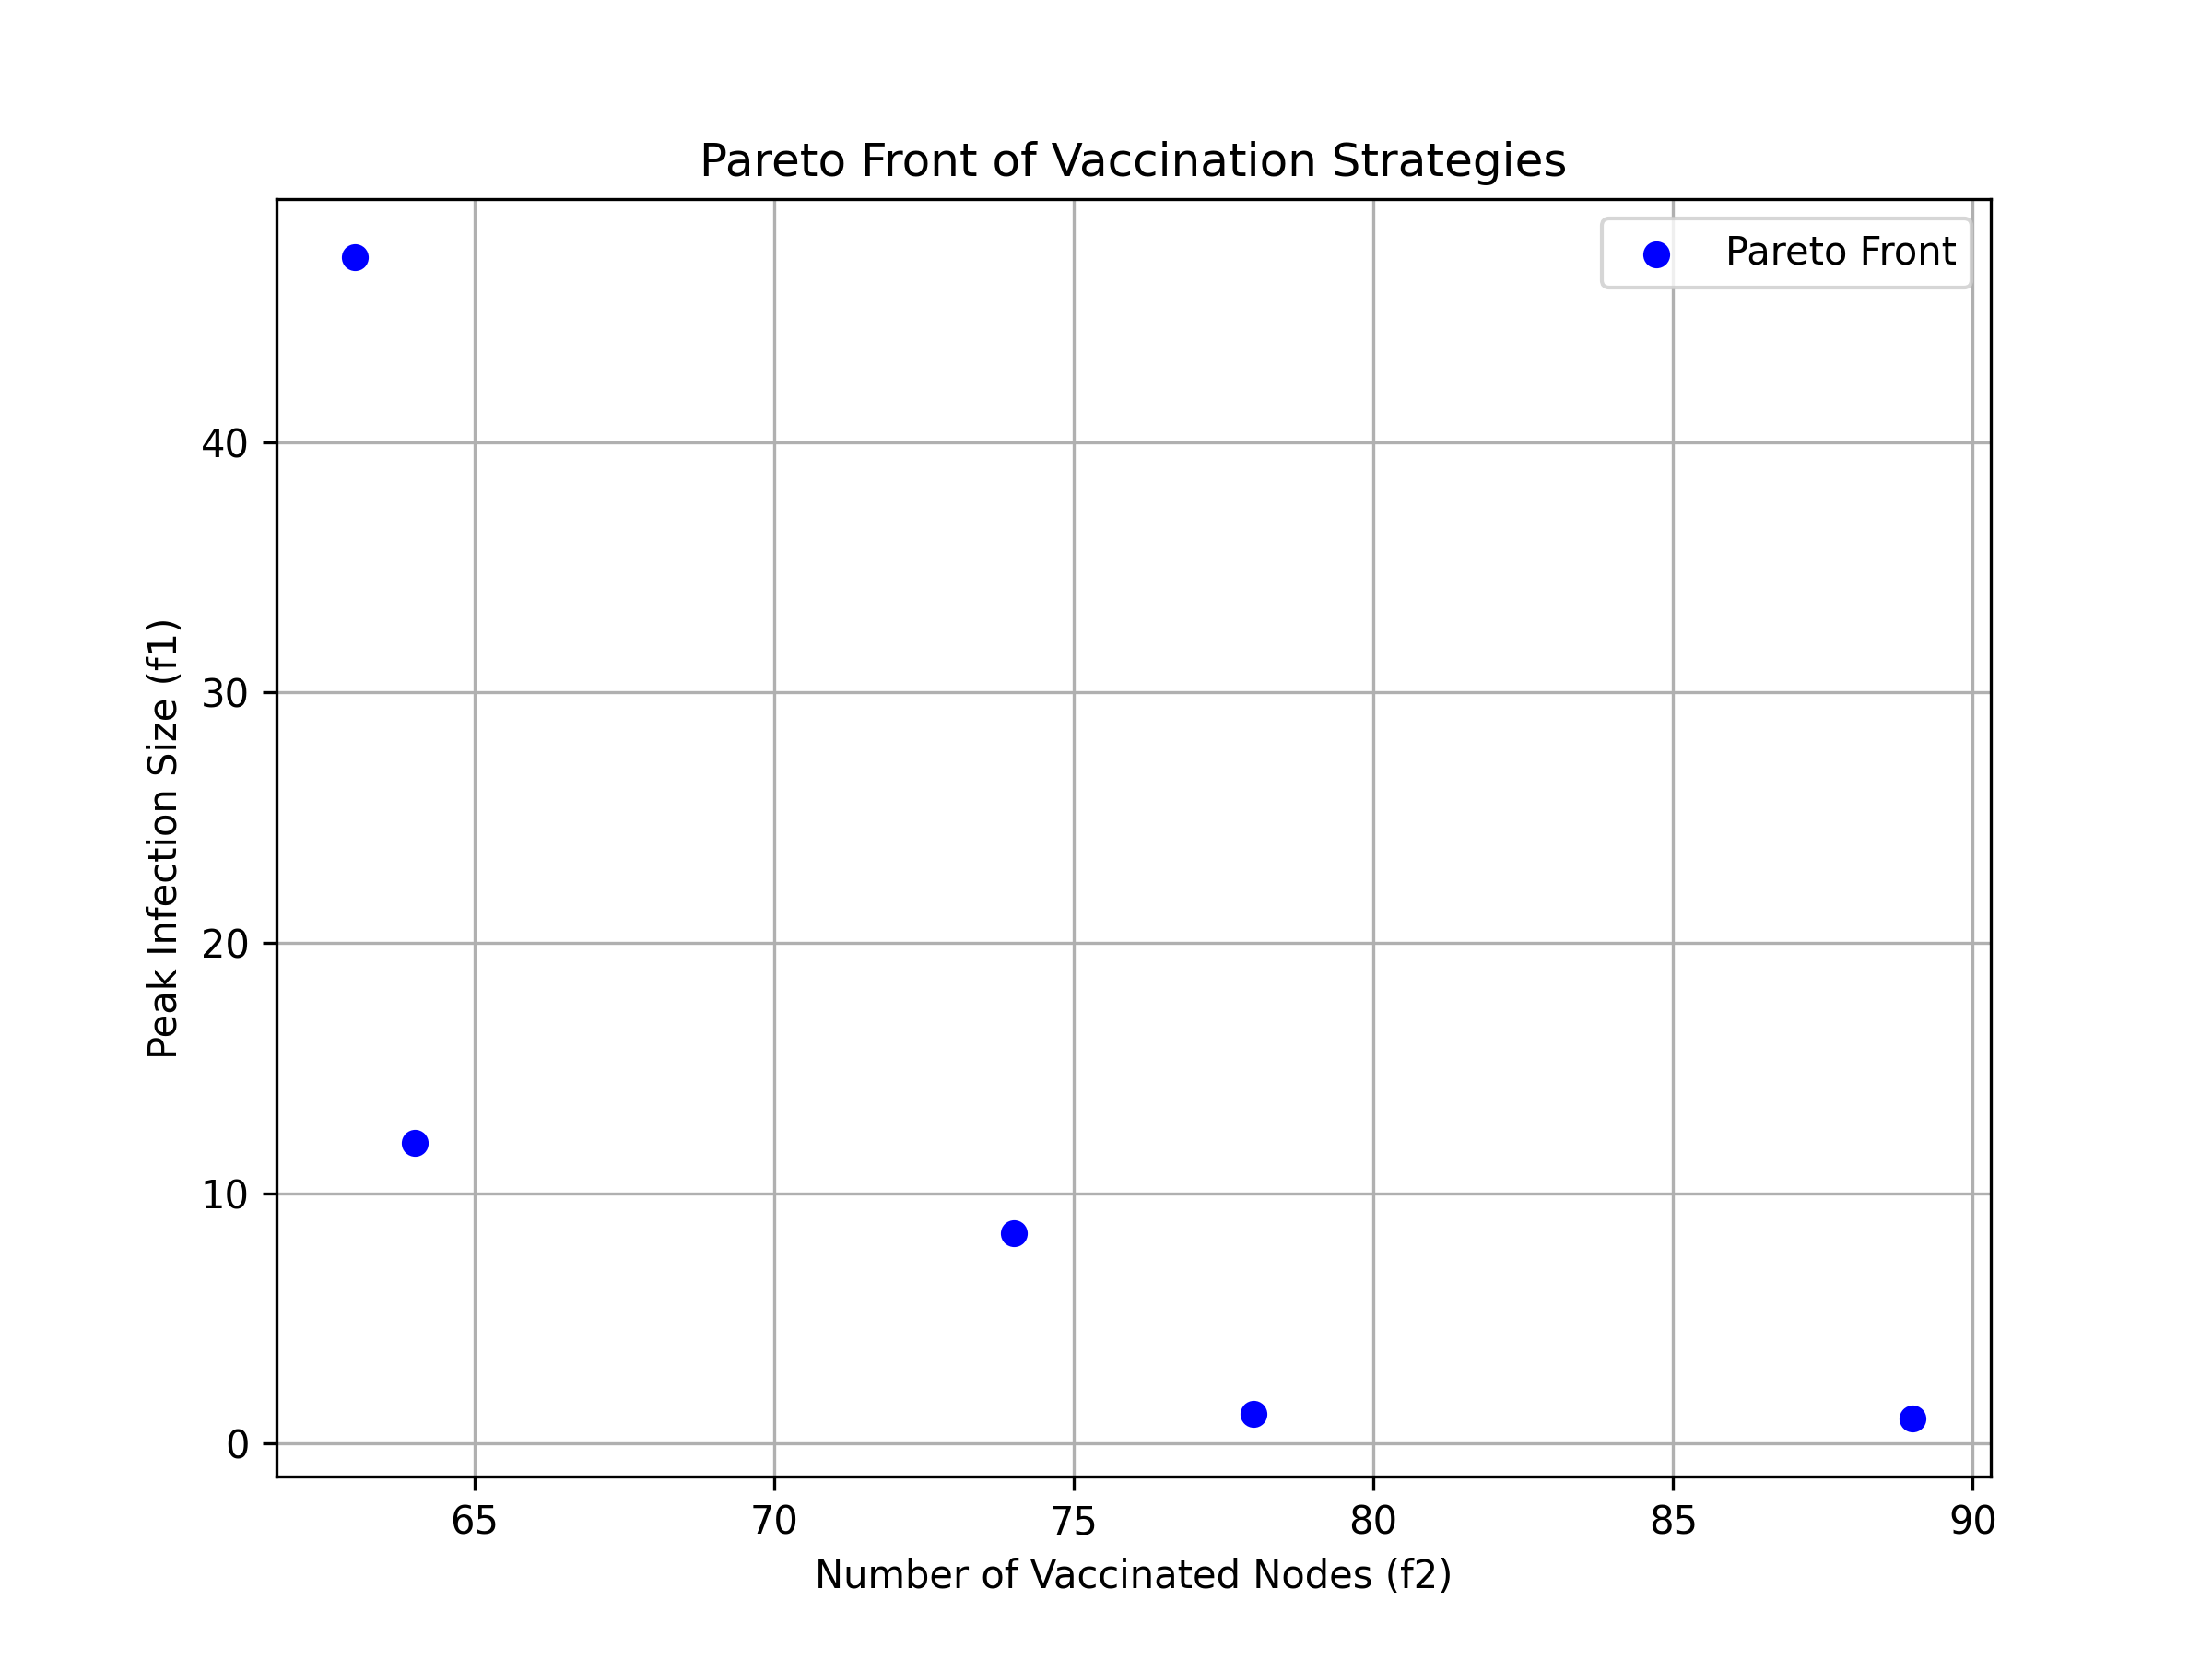 Pareto Front of Vaccination Strategies
Pareto Front
Peak Infection Size (f1)
40
30
20
10
0
65 70 75 80 85 90
Number of Vaccinated Nodes (f2)